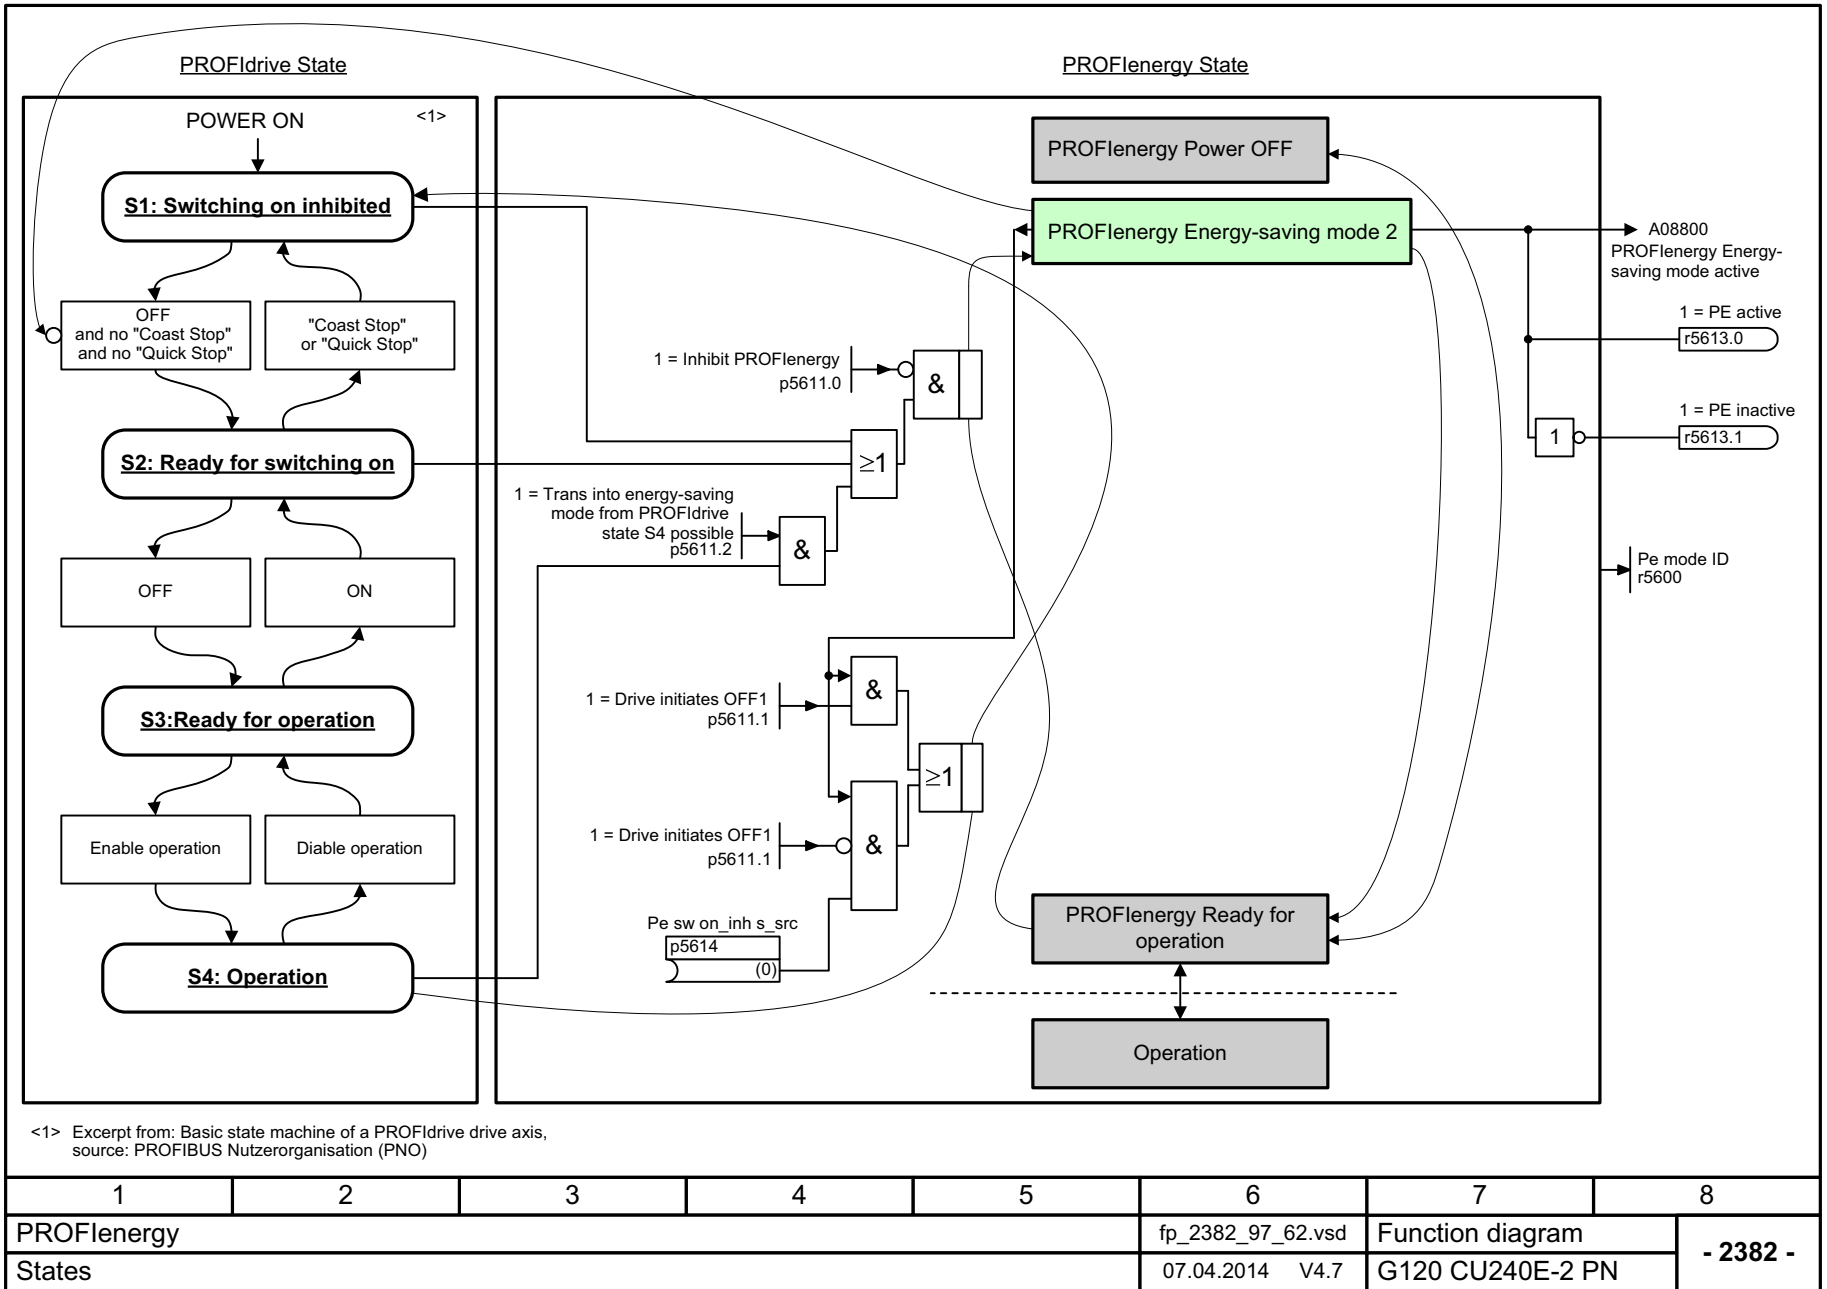 PROFIdrive State
PROFIenergy State
POWER ON
<1>
S1: Switching on inhibited
OFF
and no "Coast Stop"
and no "Quick Stop"
"Coast Stop"
or "Quick Stop"
S2: Ready for switching on
OFF
ON
S3:Ready for operation
Enable operation
Diable operation
S4: Operation
1 = Inhibit PROFIenergy
p5611.0
&
≥1
1 = Trans into energy-saving
mode from PROFIdrive
state S4 possible
p5611.2
&
1 = Drive initiates OFF1
p5611.1
&
≥1
1 = Drive initiates OFF1
p5611.1
&
Pe sw on_inh s_src
p5614
(0)
PROFIenergy Power OFF
PROFIenergy Energy-saving mode 2
PROFIenergy Ready for
operation
Operation
A08800
PROFIenergy Energy-
saving mode active
1 = PE active
r5613.0
1 = PE inactive
1
r5613.1
Pe mode ID
r5600
<1> Excerpt from: Basic state machine of a PROFIdrive drive axis,
source: PROFIBUS Nutzerorganisation (PNO)
1 2 3 4 5 6 7 8
PROFIenergy
fp_2382_97_62.vsd
Function diagram
- 2382 -
States
07.04.2014 V4.7
G120 CU240E-2 PN